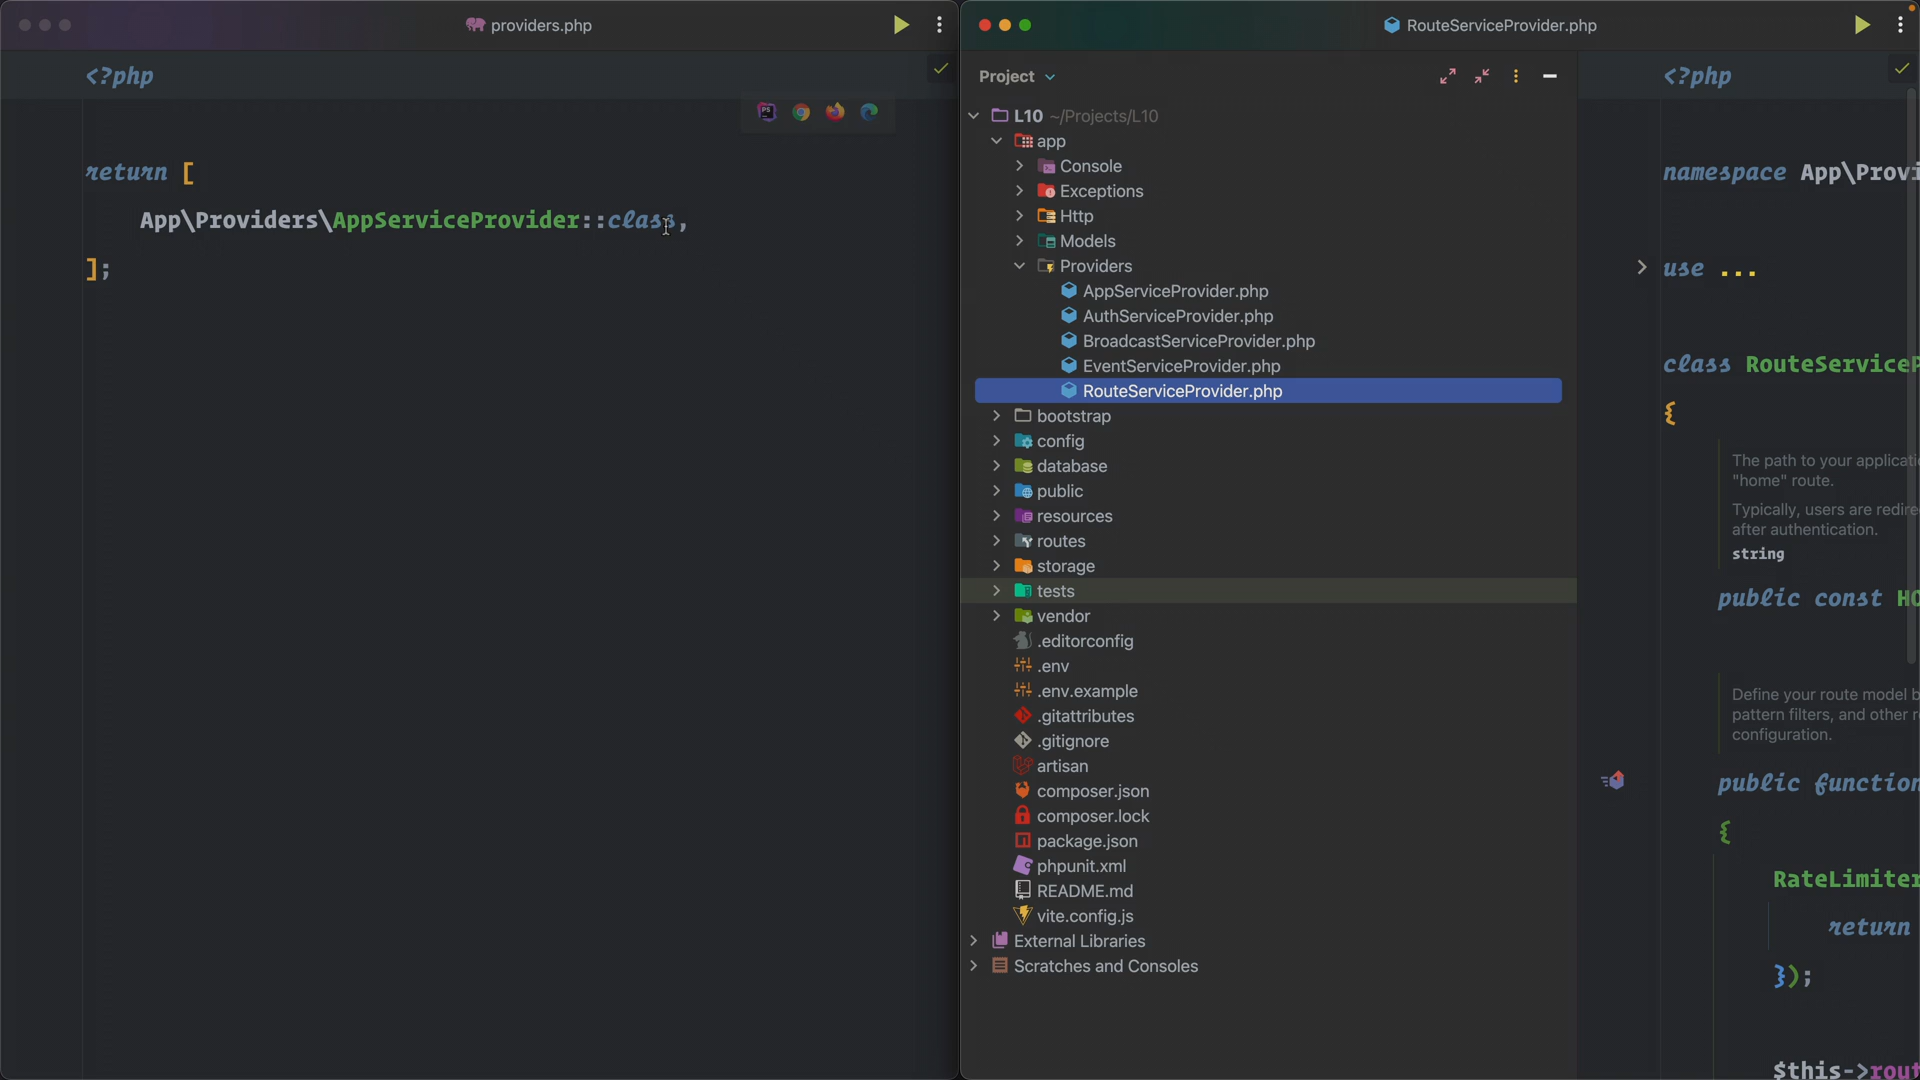 providers.php
<?php
return [
App\Providers\AppServiceProvider::class,
];
RouteServiceProvider.php
Project
L10 ~/Projects/L10
app
Console
Exceptions
Http
Models
Providers
AppServiceProvider.php
AuthServiceProvider.php
BroadcastServiceProvider.php
EventServiceProvider.php
RouteServiceProvider.php
bootstrap
config
database
public
resources
routes
storage
tests
vendor
.editorconfig
.env
.env.example
.gitattributes
.gitignore
artisan
composer.json
composer.lock
package.json
phpunit.xml
README.md
vite.config.js
External Libraries
Scratches and Consoles
<?php
namespace App\Provi
use ...
class RouteServiceP
{
The path to your applicati
"home" route.
Typically, users are redire
after authentication.
string
public const HO
Define your route model b
pattern filters, and other r
configuration.
public function
{
RateLimiter
return
});
$this->rout